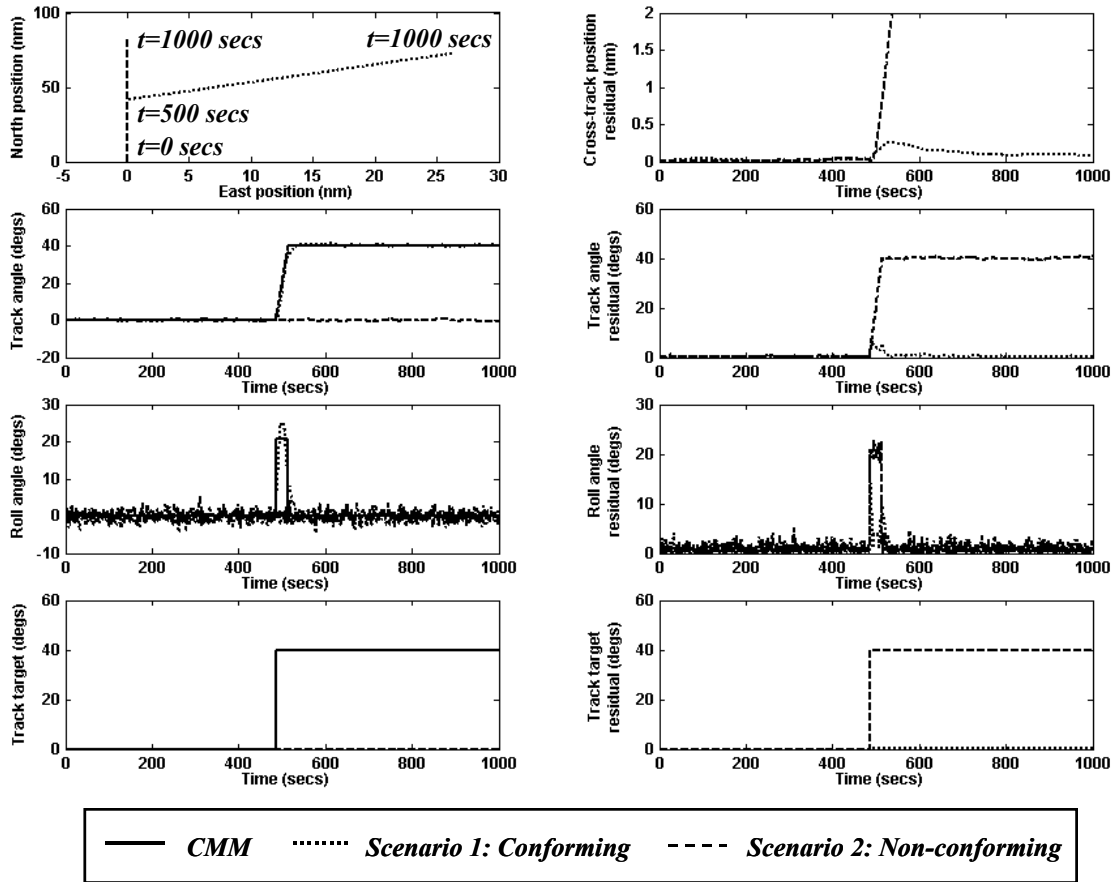 100
50
0
North position (nm)
t=1000 secs
t=1000 secs
t=500 secs
t=0 secs
-5 0 5 10 15 20 25 30
East position (nm)
2
1.5
1
0.5
0
Cross-track position
residual (nm)
0 200 400 600 800 1000
Time (secs)
60
40
20
0
-20
Track angle (degs)
0 200 400 600 800 1000
Time (secs)
60
40
20
0
Track angle
residual (degs)
0 200 400 600 800 1000
Time (secs)
30
20
10
0
-10
Roll angle (degs)
0 200 400 600 800 1000
Time (secs)
30
20
10
0
Roll angle
residual (degs)
0 200 400 600 800 1000
Time (secs)
60
40
20
0
Track target (degs)
0 200 400 600 800 1000
Time (secs)
60
40
20
0
Track target
residual (degs)
0 200 400 600 800 1000
Time (secs)
CMM Scenario 1: Conforming Scenario 2: Non-conforming